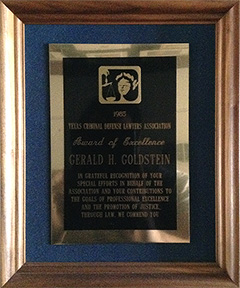 1985
TEXAS CRIMINAL DEFENSE LAWYERS ASSOCIATION
Award of Excellence
GERALD H. GOLDSTEIN
IN GRATEFUL RECOGNITION OF YOUR
SPECIAL EFFORTS IN BEHALF OF THE
ASSOCIATION AND YOUR CONTRIBUTIONS TO
THE GOALS OF PROFESSIONAL EXCELLENCE
AND THE PROMOTION OF JUSTICE
THROUGH LAW, WE COMMEND YOU